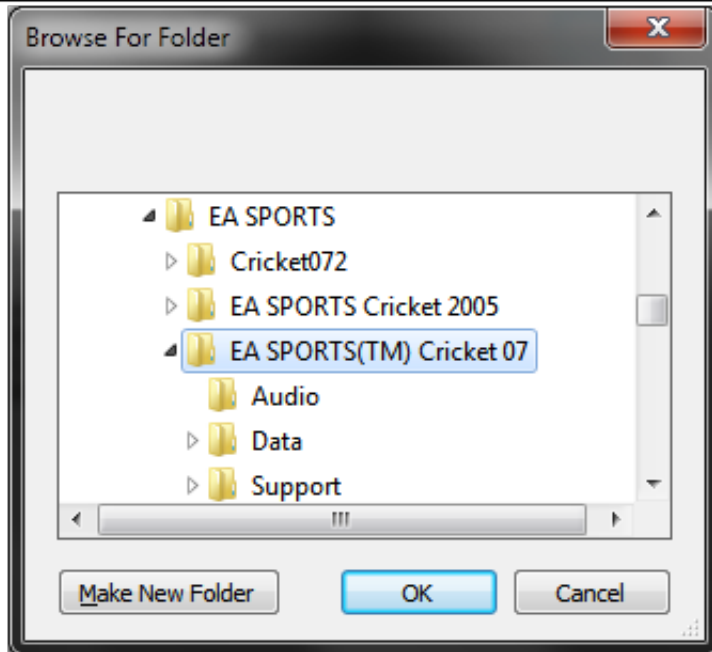 Browse For Folder
EA SPORTS
Cricket072
EA SPORTS Cricket 2005
EA SPORTS(TM) Cricket 07
Audio
Data
Support
Make New Folder OK Cancel